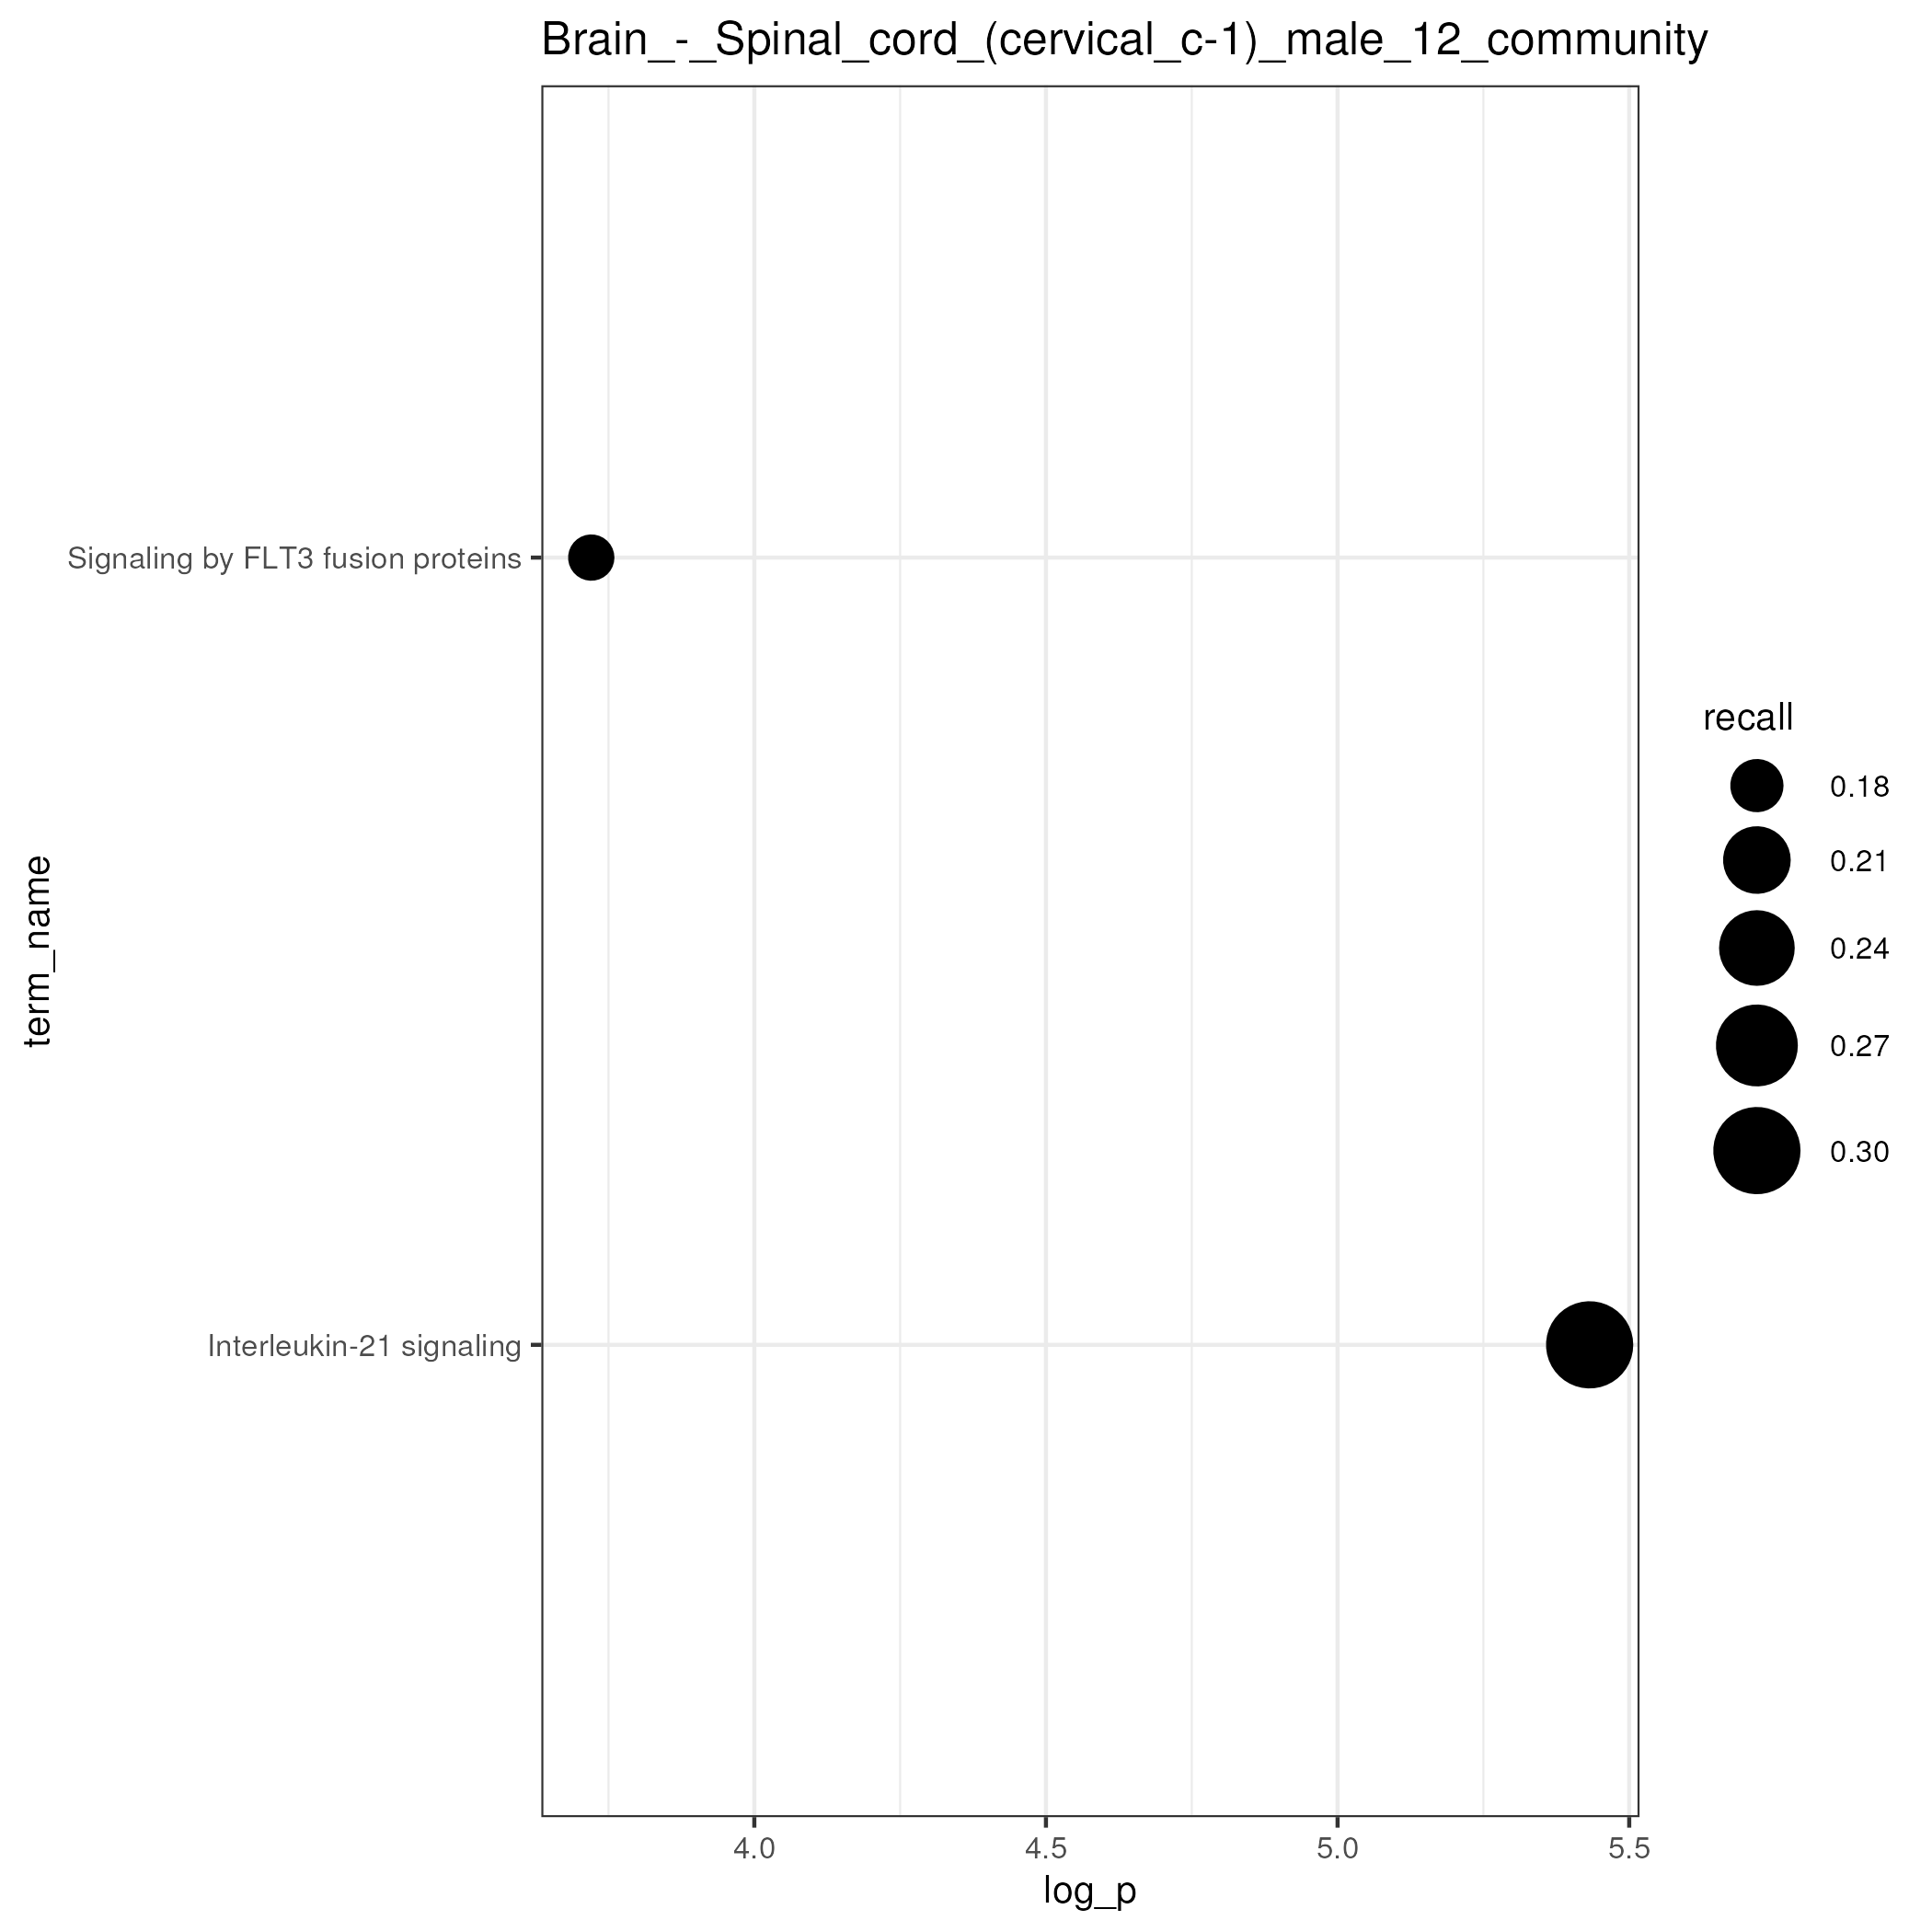 Brain_-_Spinal_cord_(cervical_c-1)_male_12_community
Signaling by FLT3 fusion proteins
Interleukin-21 signaling
term_name
4.0
4.5
5.0
5.5
log_p
recall
0.18
0.21
0.24
0.27
0.30